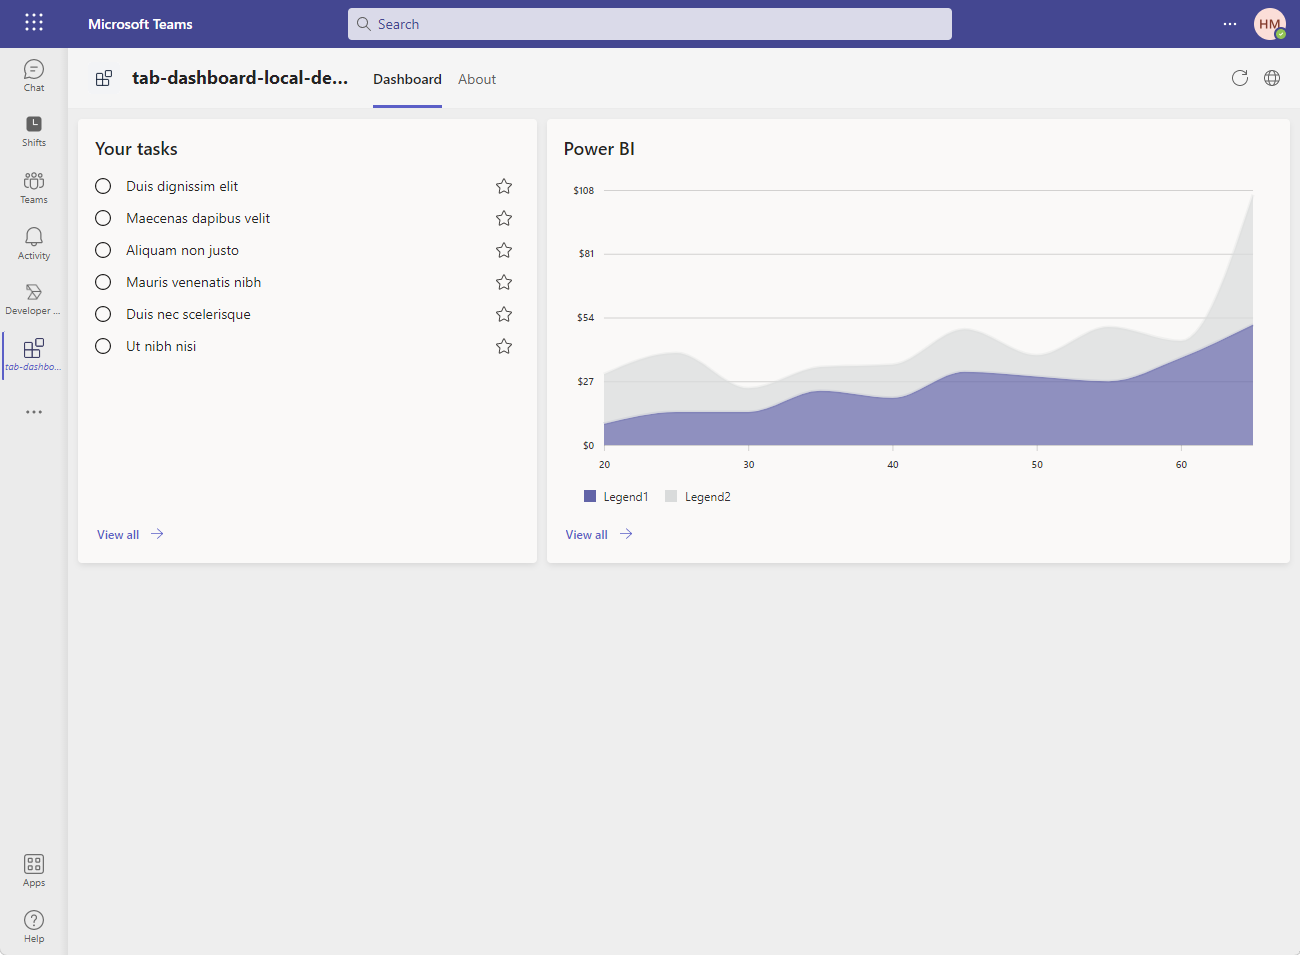 Microsoft Teams
Search
HM
Chat
Shifts
Teams
Activity
Developer ...
tab-dashbo...
Apps
Help
tab-dashboard-local-de...
Dashboard
About
Your tasks
Duis dignissim elit
Maecenas dapibus velit
Aliquam non justo
Mauris venenatis nibh
Duis nec scelerisque
Ut nibh nisi
View all
Power BI
$108
$81
$54
$27
$0
20 30 40 50 60
Legend1 Legend2
View all